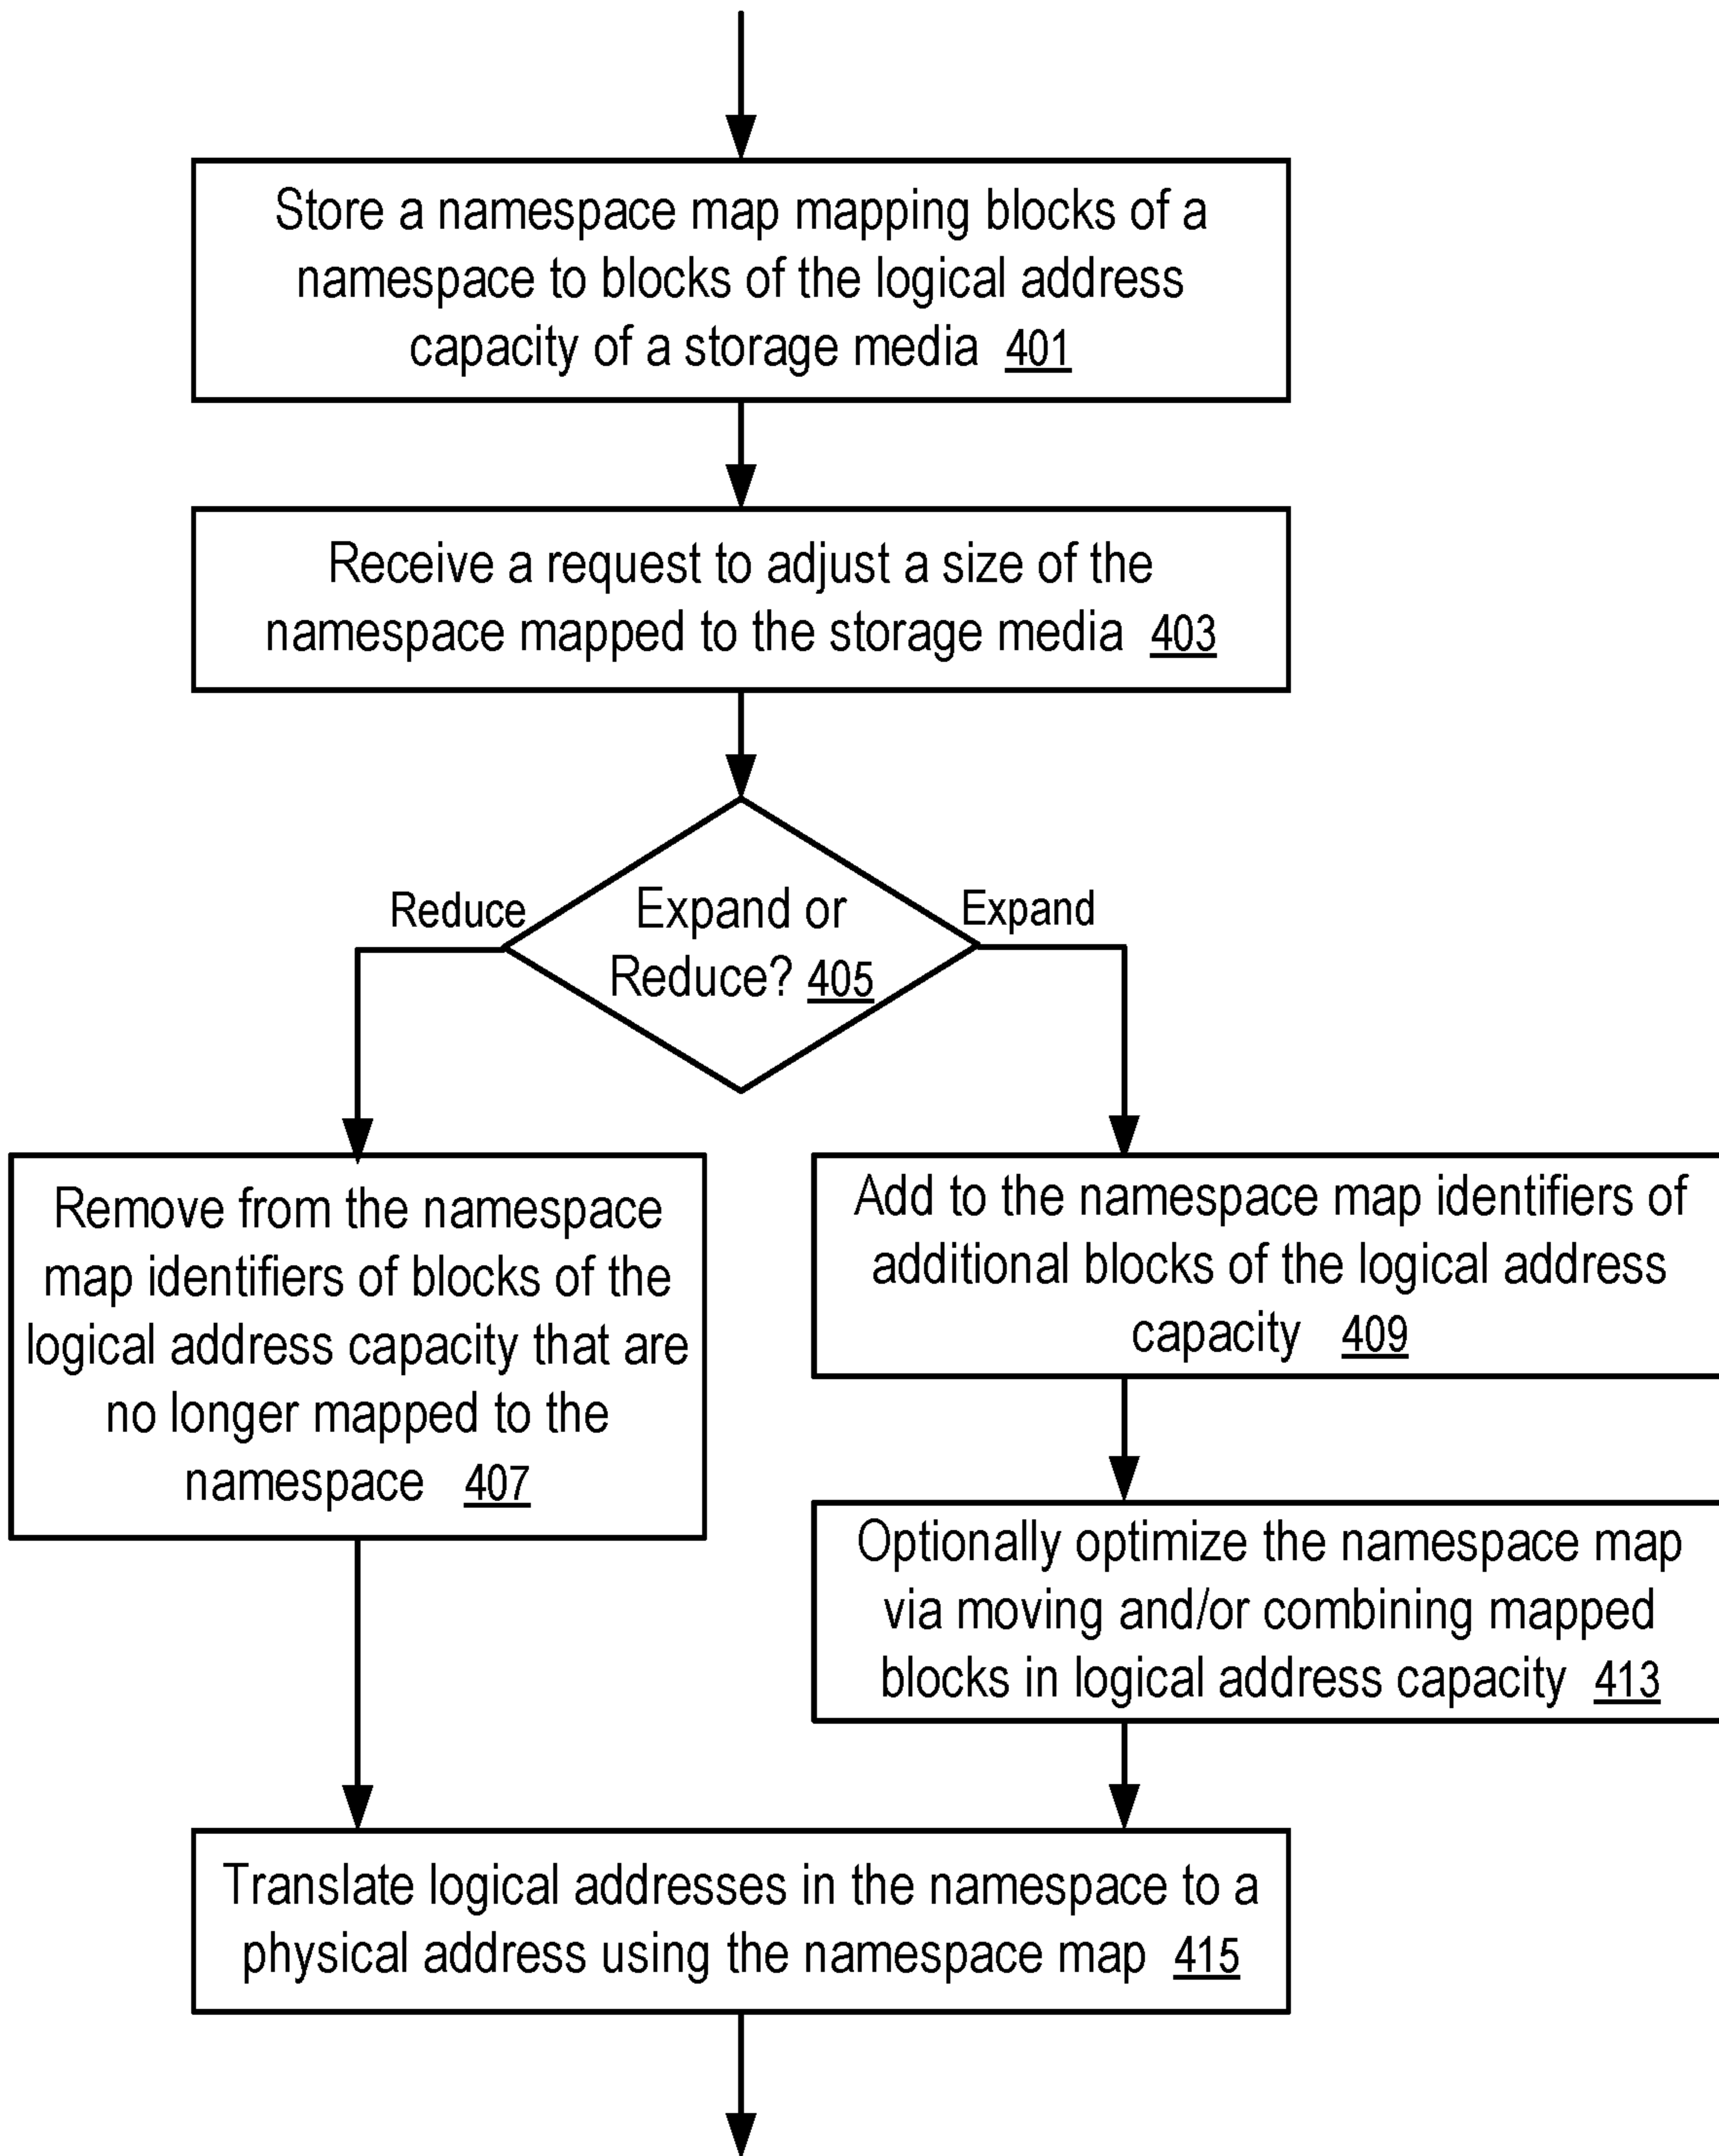 Store a namespace map mapping blocks of a
namespace to blocks of the logical address
capacity of a storage media 401
Receive a request to adjust a size of the
namespace mapped to the storage media 403
Reduce
Expand or
Reduce? 405
Expand
Remove from the namespace
map identifiers of blocks of the
logical address capacity that are
no longer mapped to the
namespace 407
Add to the namespace map identifiers of
additional blocks of the logical address
capacity 409
Optionally optimize the namespace map
via moving and/or combining mapped
blocks in logical address capacity 413
Translate logical addresses in the namespace to a
physical address using the namespace map 415